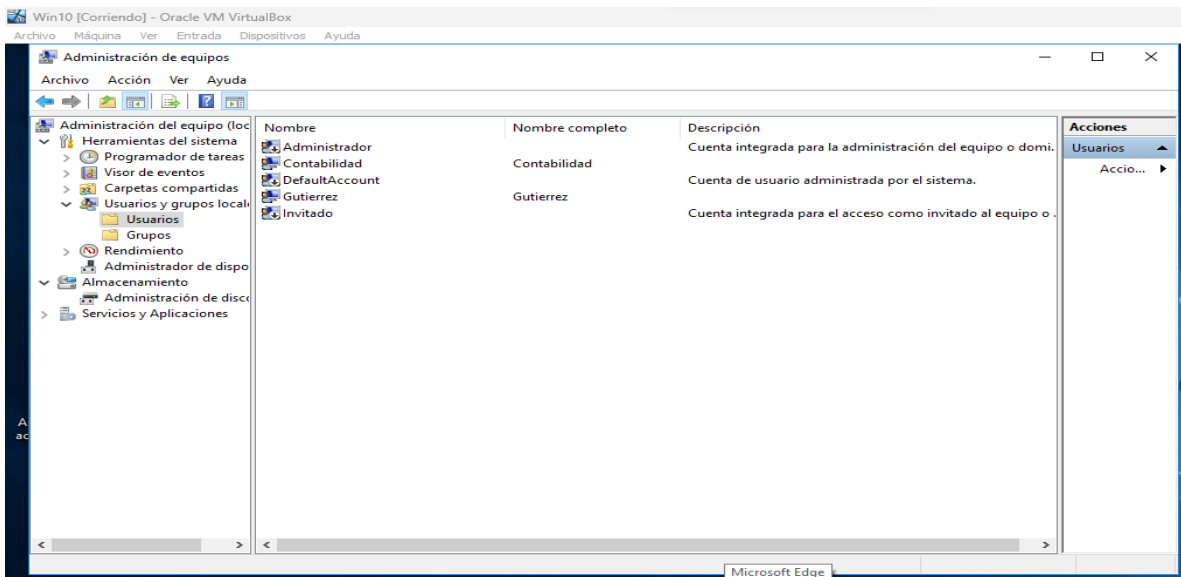 Win10 [Corriendo] - Oracle VM VirtualBox
Archivo Máquina Ver Entrada Dispositivos Ayuda
Administración de equipos
Archivo Acción Ver Ayuda
Administración del equipo (loc
Herramientas del sistema
Programador de tareas
Visor de eventos
Carpetas compartidas
Usuarios y grupos local
Usuarios
Grupos
Rendimiento
Administrador de dispo
Almacenamiento
Administración de disc
Servicios y Aplicaciones
Nombre Nombre completo Descripción
Administrador Cuenta integrada para la administración del equipo o domi.
Contabilidad Contabilidad
DefaultAccount Cuenta de usuario administrada por el sistema.
Gutierrez Gutierrez
Invitado Cuenta integrada para el acceso como invitado al equipo o .
Acciones
Usuarios
Accio...
A
ac
Microsoft Edge